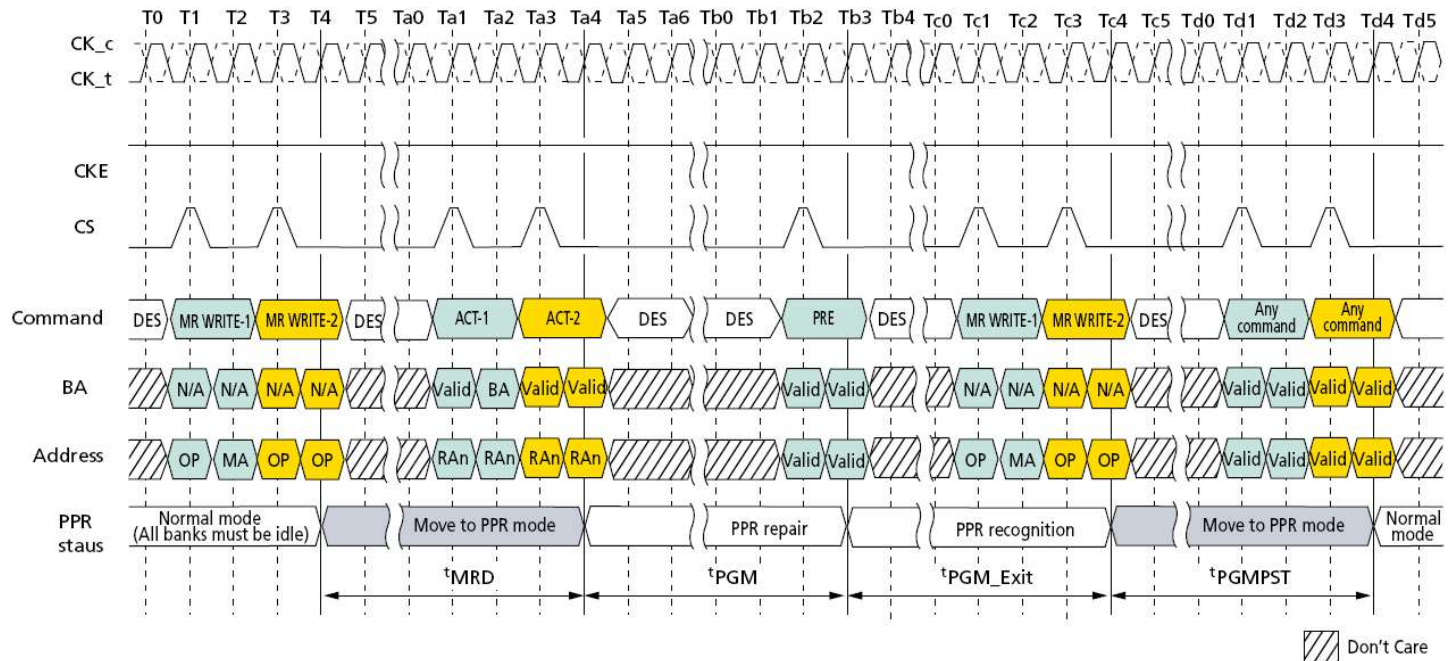 T0 T1 T2 T3 T4 T5 Ta0 Ta1 Ta2 Ta3 Ta4 Ta5 Ta6 Tb0 Tb1 Tb2 Tb3 Tb4 Tc0 Tc1 Tc2 Tc3 Tc4 Tc5 Td0 Td1 Td2 Td3 Td4 Td5
CK_c
CK_t
CKE
CS
Command DES MR WRITE-1 MR WRITE-2 DES ACT-1 ACT-2 DES DES PRE DES MR WRITE-1 MR WRITE-2 DES Any command Any command
BA N/A N/A N/A N/A Valid BA Valid Valid Valid Valid N/A N/A N/A N/A Valid Valid Valid Valid
Address OP MA OP OP RAn RAn RAn RAn Valid Valid OP MA OP OP Valid Valid Valid Valid
PPR staus Normal mode (All banks must be idle) Move to PPR mode PPR repair PPR recognition Move to PPR mode Normal mode
tMRD tPGM tPGM_Exit tPGMPST
Don't Care